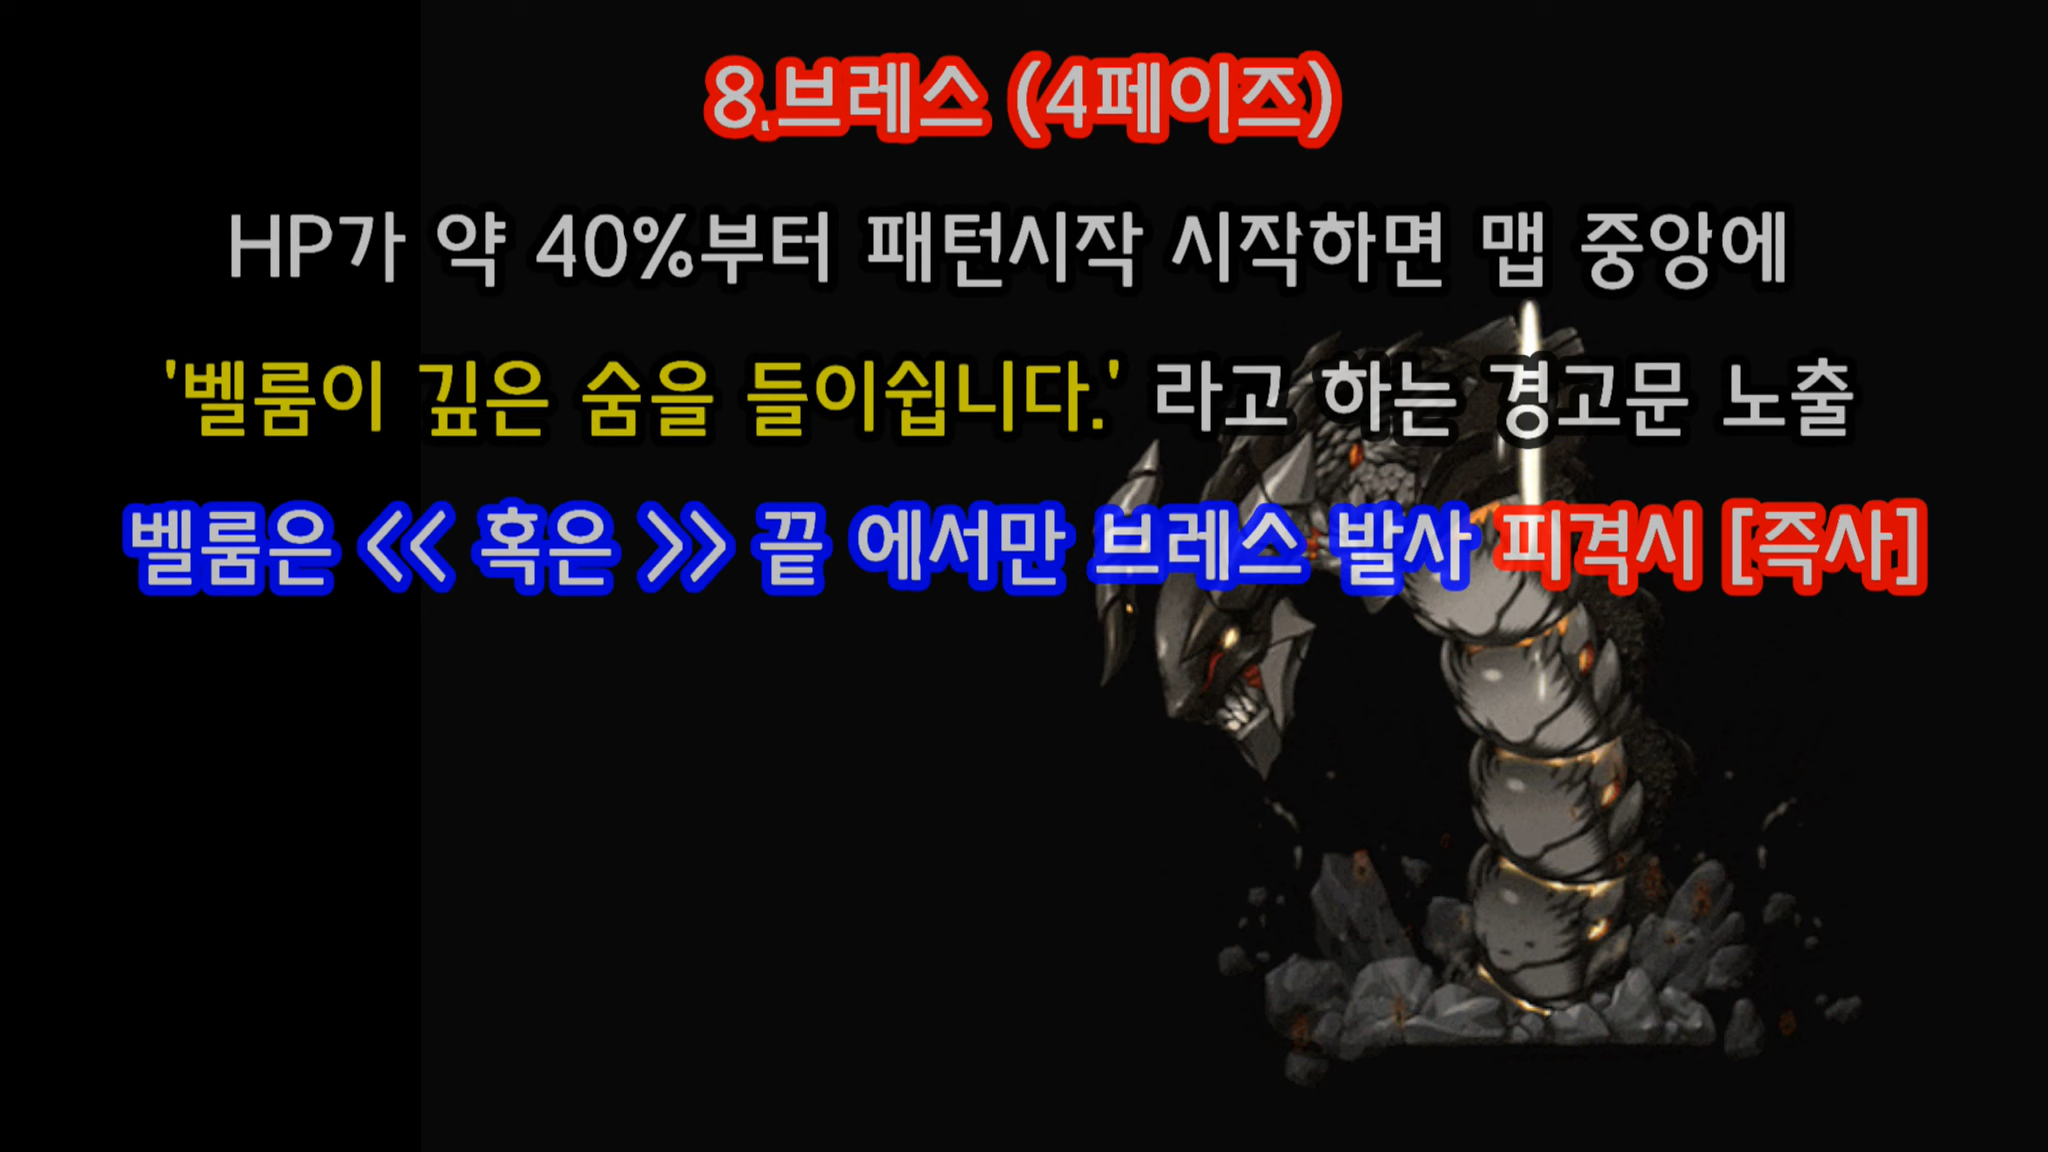 8.브레스 (4페이즈)
HP가 약 40%부터 패턴시작 시작하면 맵 중앙에
'벨룸이 깊은 숨을 들이쉽니다.' 라고 하는 경고문 노출
벨룸은 << 혹은 >> 끝 에서만 브레스 발사 피격시 [즉사]